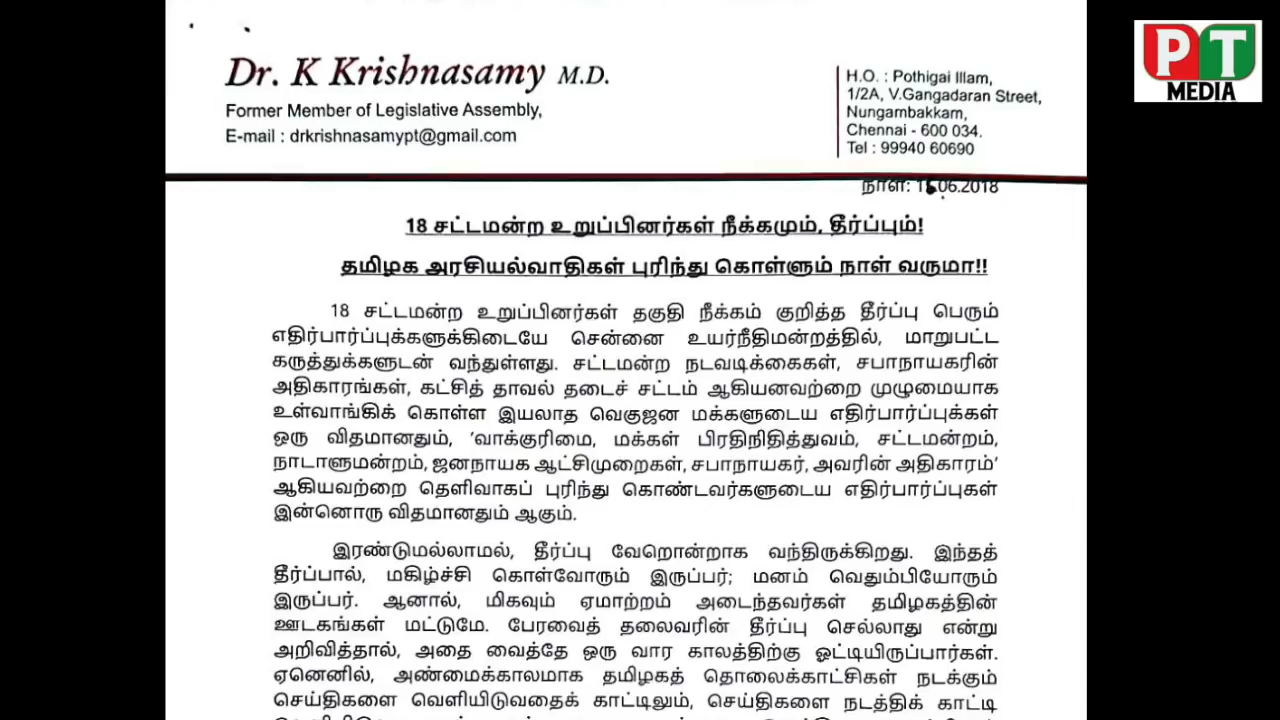 Dr. K Krishnasamy M.D.
Former Member of Legislative Assembly,
E-mail : drkrishnasamypt@gmail.com
H.O. : Pothigai Illam,
1/2A, V.Gangadaran Street,
Nungambakkam,
Chennai - 600 034.
Tel : 99940 60690
PT
MEDIA
நாள்: .06.2018
18 சட்டமன்ற உறுப்பினர்கள் நீக்கமும், தீர்ப்பும்!
தமிழக அரசியல்வாதிகள் புரிந்து கொள்ளும் நாள் வருமா!!
18 சட்டமன்ற உறுப்பினர்கள் தகுதி நீக்கம் குறித்த தீர்ப்பு பெரும்
எதிர்பார்ப்புக்களுக்கிடையே சென்னை உயர்நீதிமன்றத்தில், மாறுபட்ட
கருத்துக்களுடன் வந்துள்ளது. சட்டமன்ற நடவடிக்கைகள், சபாநாயகரின்
அதிகாரங்கள், கட்சித் தாவல் தடைச் சட்டம் ஆகியனவற்றை முழுமையாக
உள்வாங்கிக் கொள்ள இயலாத வெகுஜன மக்களுடைய எதிர்பார்ப்புக்கள்
ஒரு விதமானதும், 'வாக்குரிமை, மக்கள் பிரதிநிதித்துவம், சட்டமன்றம்,
நாடாளுமன்றம், ஜனநாயக ஆட்சிமுறைகள், சபாநாயகர், அவரின் அதிகாரம்'
ஆகியவற்றை தெளிவாகப் புரிந்து கொண்டவர்களுடைய எதிர்பார்ப்புகள்
இன்னொரு விதமானதும் ஆகும்.
இரண்டுமல்லாமல், தீர்ப்பு வேறொன்றாக வந்திருக்கிறது. இந்தத்
தீர்ப்பால், மகிழ்ச்சி கொள்வோரும் இருப்பர்; மனம் வெதும்பியோரும்
இருப்பர். ஆனால், மிகவும் ஏமாற்றம் அடைந்தவர்கள் தமிழகத்தின்
ஊடகங்கள் மட்டுமே. பேரவைத் தலைவரின் தீர்ப்பு செல்லாது என்று
அறிவித்தால், அதை வைத்தே ஒரு வார காலத்திற்கு ஓட்டியிருப்பார்கள்.
ஏனெனில், அண்மைக்காலமாக தமிழகத் தொலைக்காட்சிகள் நடக்கும்
செய்திகளை வெளியிடுவதைக் காட்டிலும், செய்திகளை நடத்திக் காட்டி